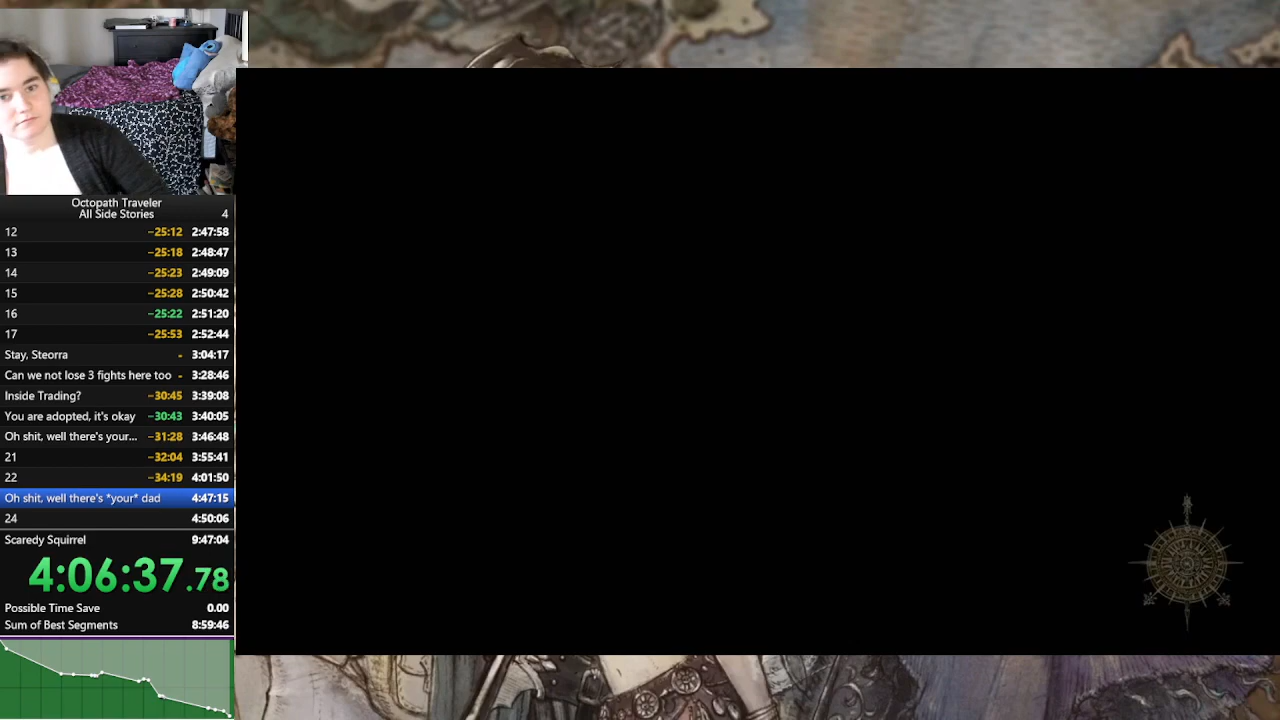 Octopath Traveler
All Side Stories 4
12 −25:12 2:47:58
13 −25:18 2:48:47
14 −25:23 2:49:09
15 −25:28 2:50:42
16 −25:22 2:51:20
17 −25:53 2:52:44
Stay, Steorra - 3:04:17
Can we not lose 3 fights here too - 3:28:46
Inside Trading? −30:45 3:39:08
You are adopted, it's okay −30:43 3:40:05
Oh shit, well there's your... −31:28 3:46:48
21 −32:04 3:55:41
22 −34:19 4:01:50
Oh shit, well there's *your* dad 4:47:15
24 4:50:06
Scaredy Squirrel 9:47:04
4:06:37.78
Possible Time Save 0.00
Sum of Best Segments 8:59:46